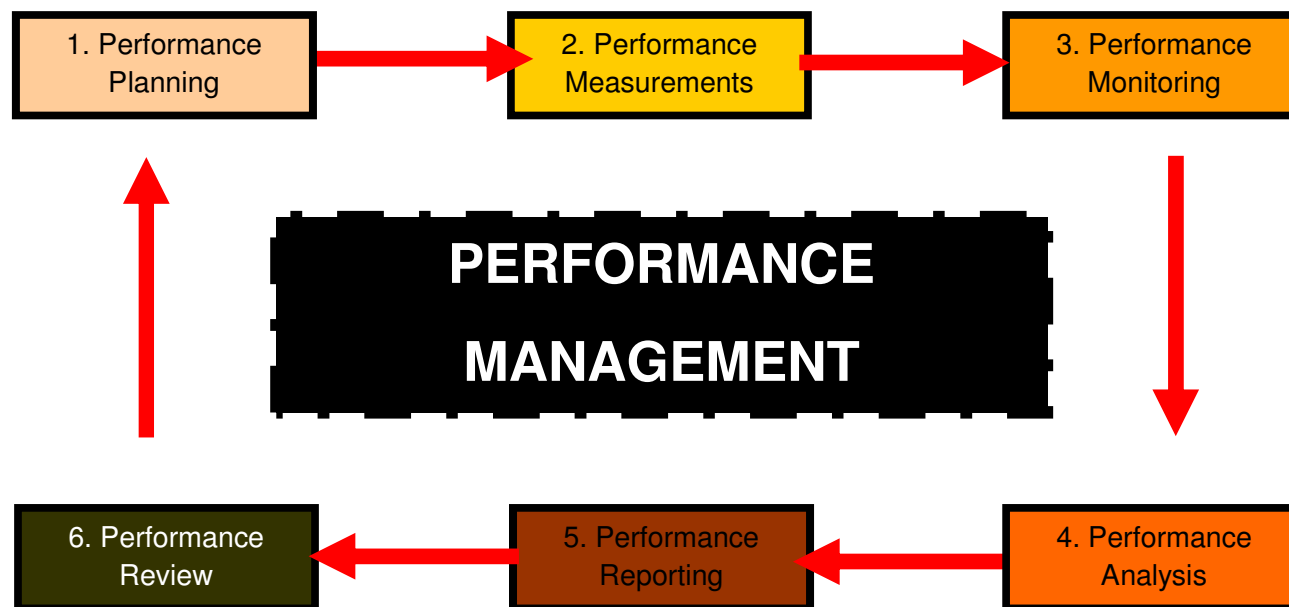 1. Performance
Planning
2. Performance
Measurements
3. Performance
Monitoring
PERFORMANCE
MANAGEMENT
6. Performance
Review
5. Performance
Reporting
4. Performance
Analysis